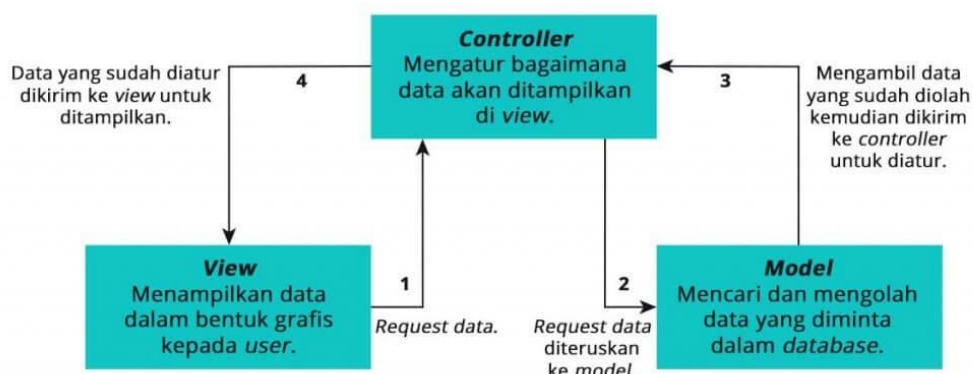 Controller
Mengatur bagaimana
data akan ditampilkan
di view.
Data yang sudah diatur
dikirim ke view untuk
ditampilkan.
4
3
Mengambil data
yang sudah diolah
kemudian dikirim
ke controller
untuk diatur.
View
Menampilkan data
dalam bentuk grafis
kepada user.
1
Request data.
2
Request data
diteruskan
ke model
Model
Mencari dan mengolah
data yang diminta
dalam database.